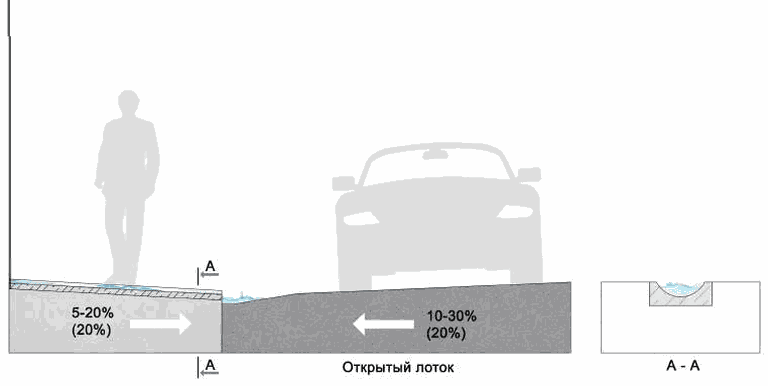 А
5-20%
(20%)
10-30%
(20%)
А
Открытый лоток
А - А